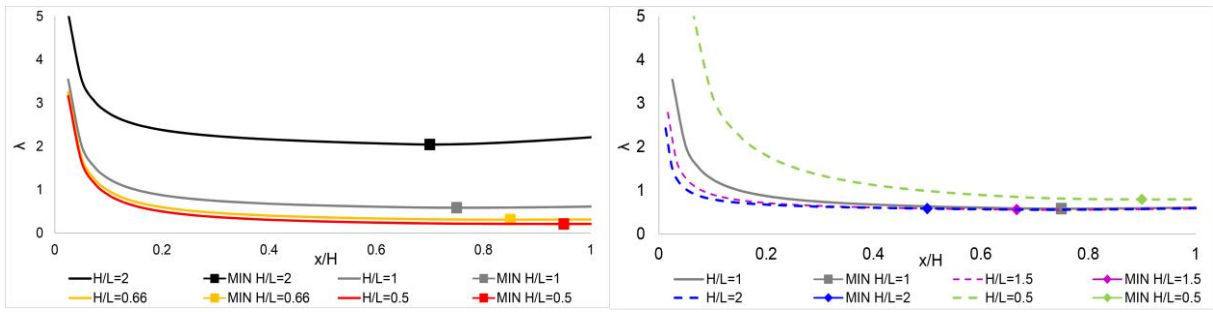 5
4
3
2
1
0
λ
0
0.2
0.4
0.6
0.8
1
x/H
H/L=2
MIN H/L=2
H/L=1
MIN H/L=1
H/L=0.66
MIN H/L=0.66
H/L=0.5
MIN H/L=0.5
5
4
3
2
1
0
λ
0
0.2
0.4
0.6
0.8
1
x/H
H/L=1
MIN H/L=1
H/L=1.5
MIN H/L=1.5
H/L=2
MIN H/L=2
H/L=0.5
MIN H/L=0.5